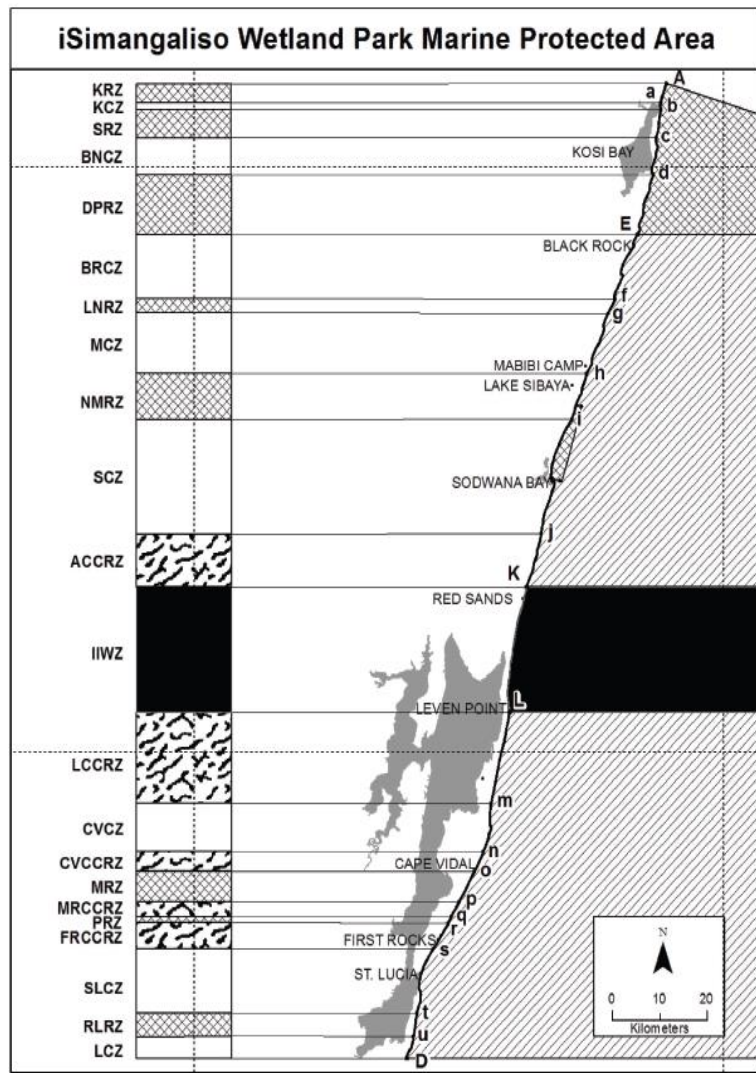 iSimangaliso Wetland Park Marine Protected Area
A
KRZ
a
KCZ
b
SRZ
c
KOSI BAY
BNCZ
d
DPRZ
E
BLACK ROCK
BRCZ
f
LNRZ
g
MCZ
MABIBI CAMP
h
LAKE SIBAYA
NMRZ
i
SCZ
SODWANA BAY
j
ACCRZ
K
RED SANDS
IIWZ
LEVEN POINT
L
LCCRZ
m
CVCZ
n
CVCCRZ
CAPE VIDAL
o
MRZ
p
MRCCRZ
q
PRZ
r
FRCCRZ
FIRST ROCKS
s
ST. LUCIA
SLCZ
t
RLRZ
u
LCZ
D
N
0 10 20
Kilometers